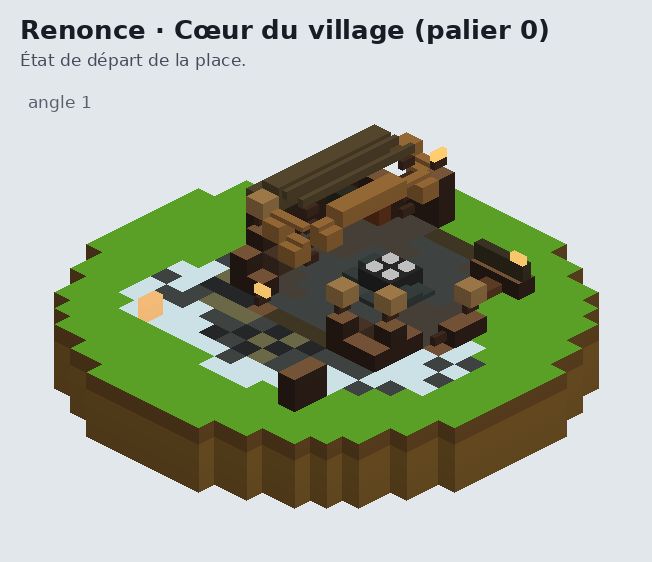 Renonce · Cœur du village (palier 0)
État de départ de la place.
angle 1